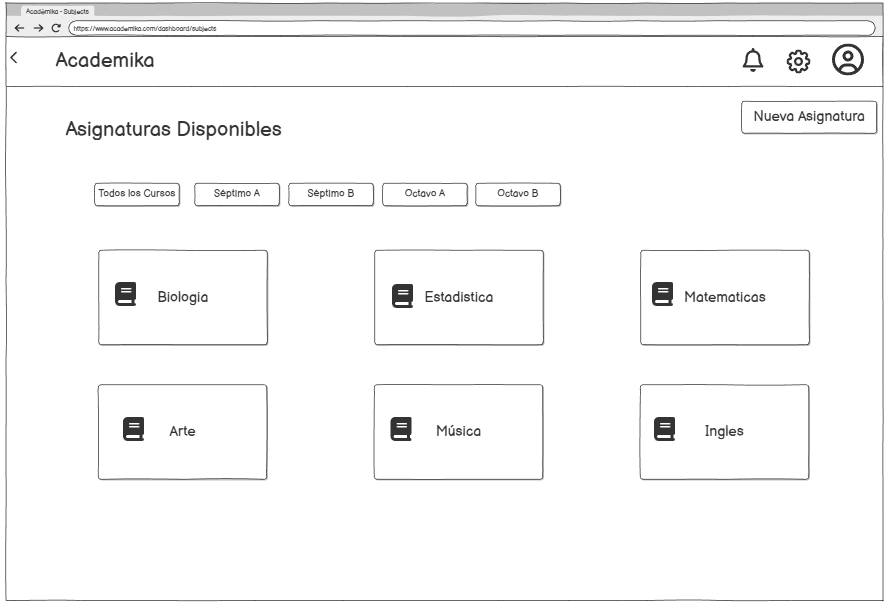 Academika - Subjects
https://www.academika.com/dashboard/subjects
Academika
Nueva Asignatura
Asignaturas Disponibles
Todos los Cursos
Séptimo A
Séptimo B
Octavo A
Octavo B
Biologia
Estadistica
Matematicas
Arte
Música
Ingles